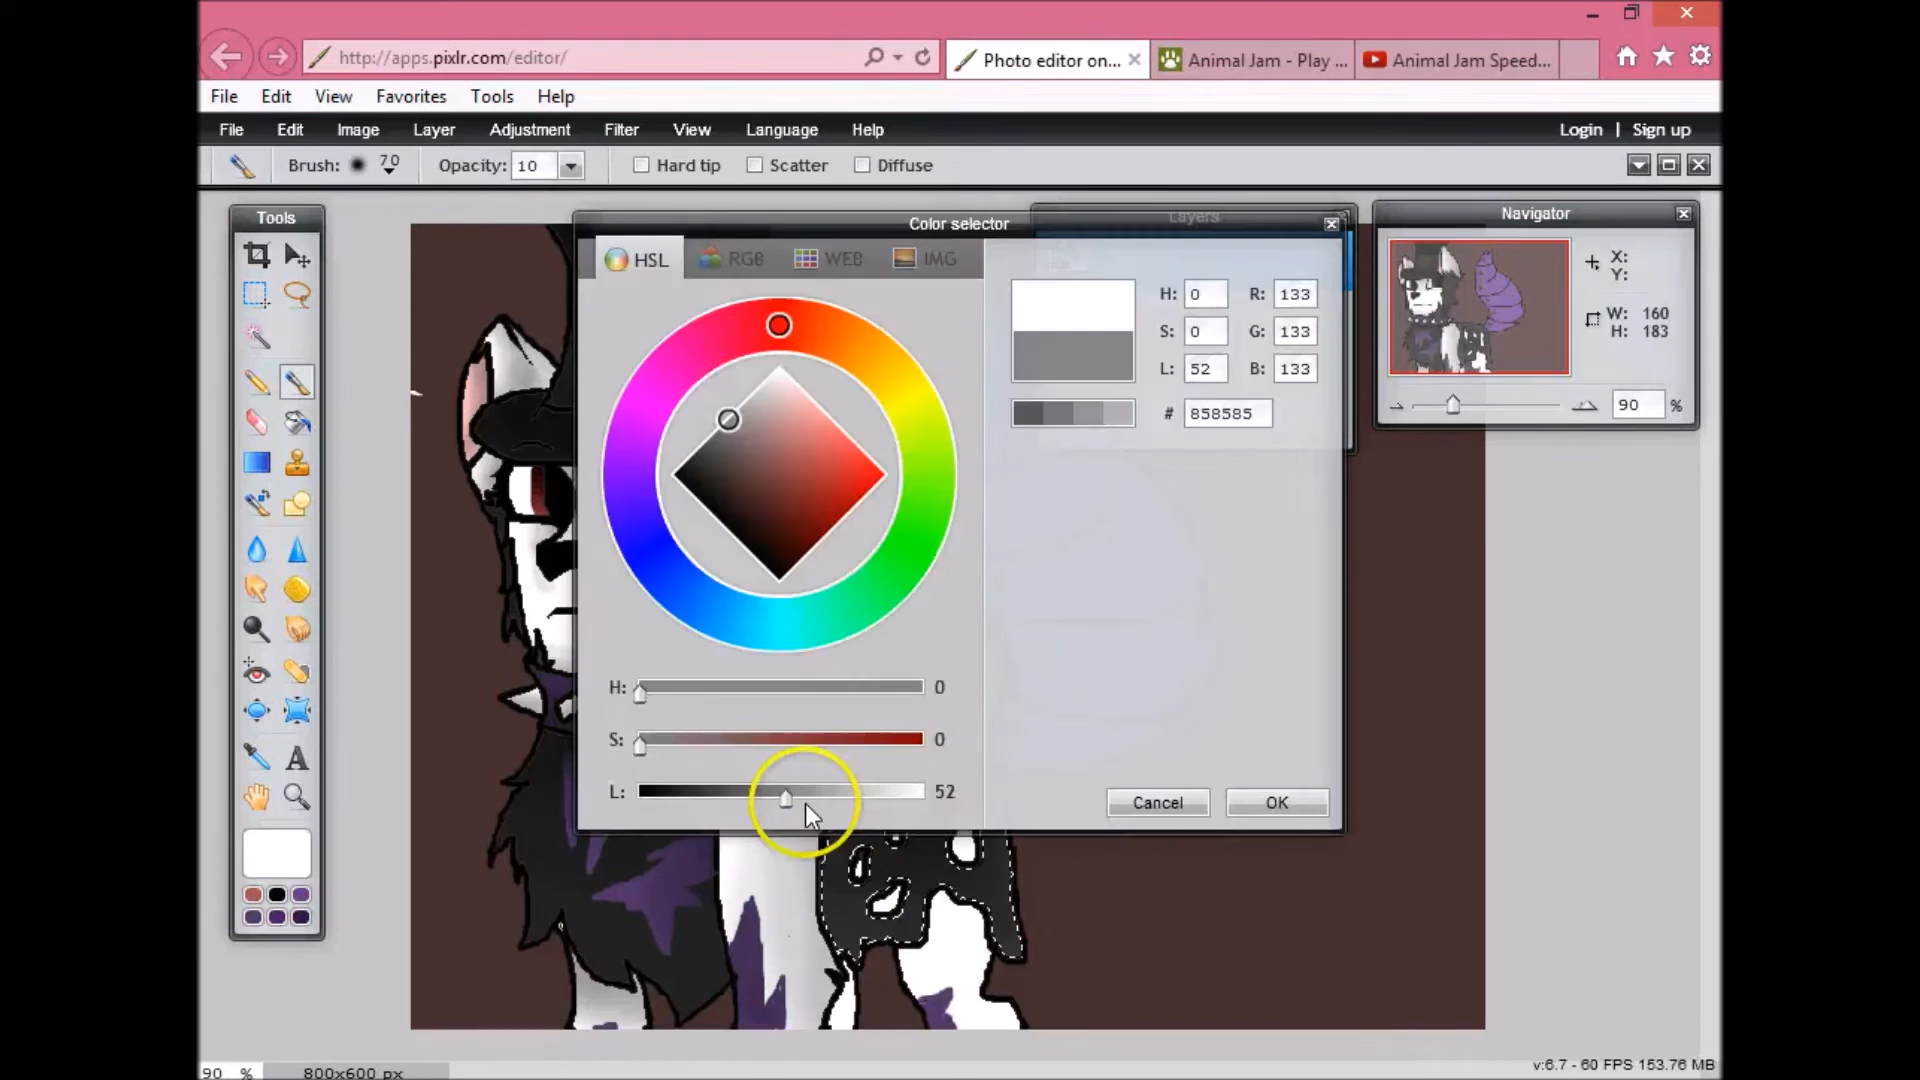 http://apps.pixlr.com/editor/
Photo editor on...
Animal Jam - Play ...
Animal Jam Speed...
File Edit View Favorites Tools Help
File Edit Image Layer Adjustment Filter View Language Help
Login | Sign up
Brush: 70 Opacity: 10 Hard tip Scatter Diffuse
Tools
Color selector
Layers
Navigator
HSL RGB WEB IMG
H: 0 R: 133
S: 0 G: 133
L: 52 B: 133
# 858585
X:
Y:
W: 160
H: 183
90 %
H: 0
S: 0
L: 52
Cancel OK
A
90 % 800x600 px
v:6.7 - 60 FPS 153.76 MB